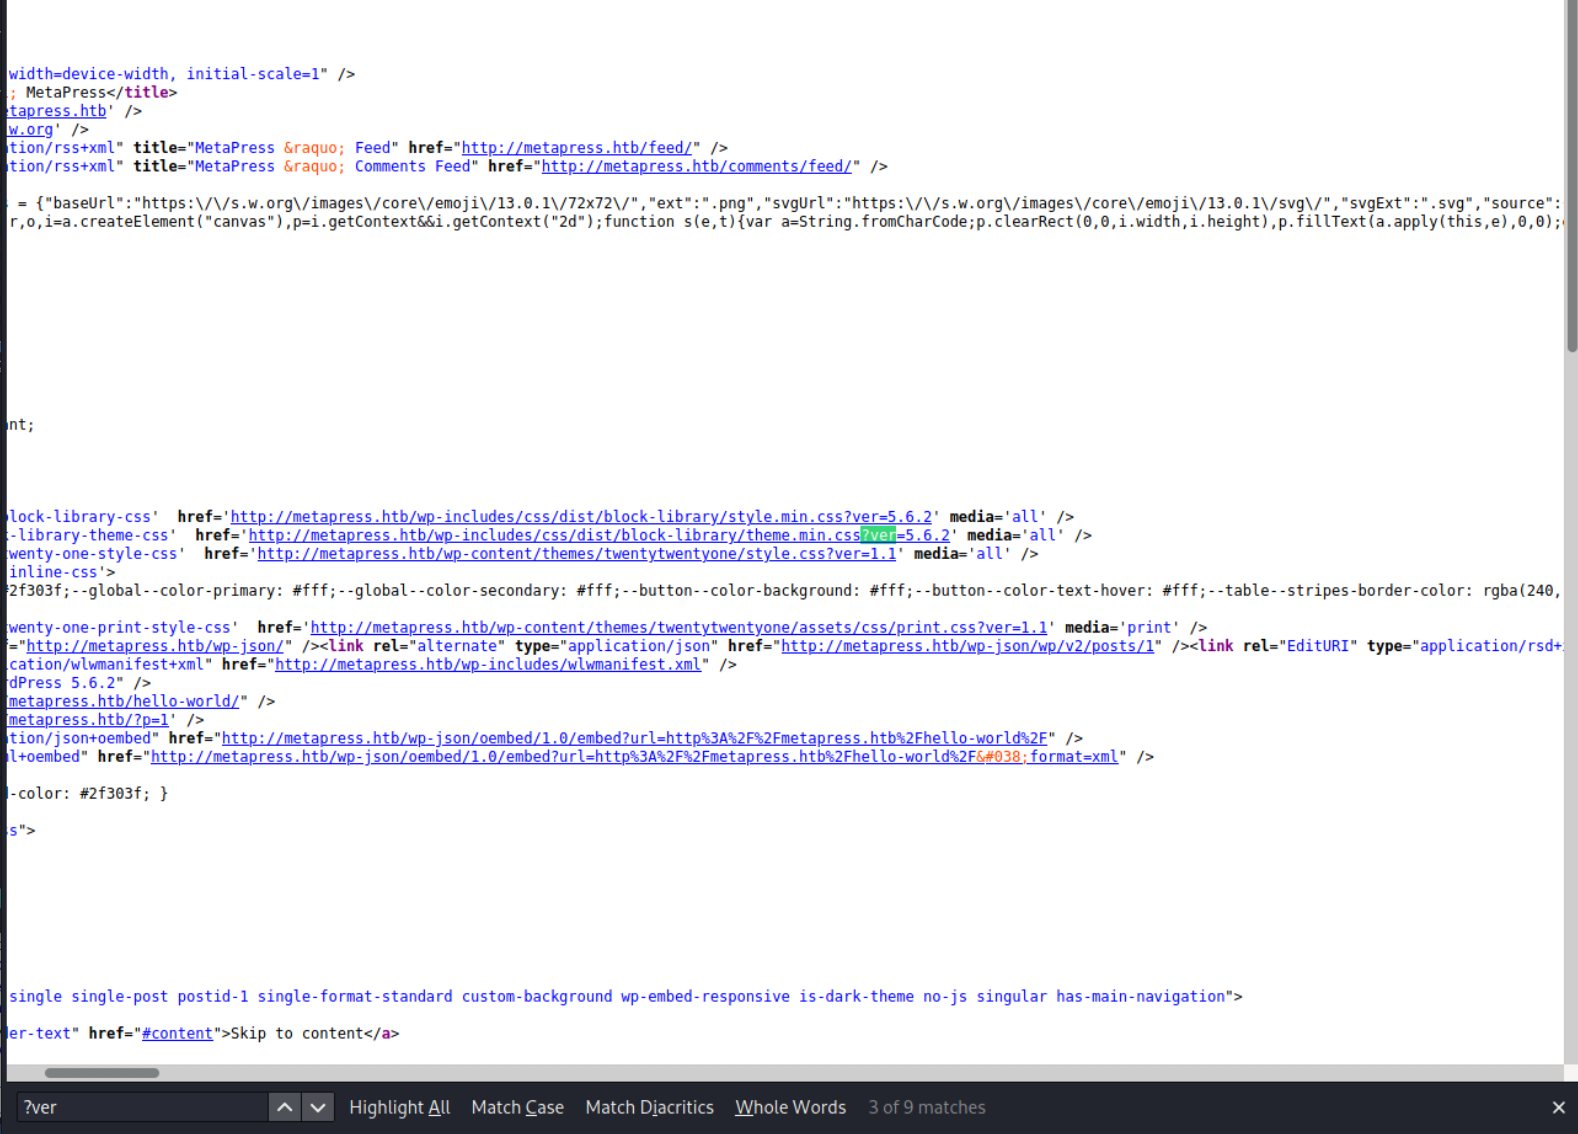 width=device-width, initial-scale=1" />
; MetaPress</title>
etapress.htb' />
w.org' />
tion/rss+xml" title="MetaPress &raquo; Feed" href="http://metapress.htb/feed/" />
tion/rss+xml" title="MetaPress &raquo; Comments Feed" href="http://metapress.htb/comments/feed/" />
= {"baseUrl":"https:\/\/s.w.org\/images\/core\/emoji\/13.0.1\/72x72\/","ext":".png","svgUrl":"https:\/\/s.w.org\/images\/core\/emoji\/13.0.1\/svg\/","svgExt":".svg","source":
r,o,i=a.createElement("canvas"),p=i.getContext&&i.getContext("2d");function s(e,t){var a=String.fromCharCode;p.clearRect(0,0,i.width,i.height),p.fillText(a.apply(this,e),0,0);
ant;
lock-library-css'  href='http://metapress.htb/wp-includes/css/dist/block-library/style.min.css?ver=5.6.2' media='all' />
-library-theme-css'  href='http://metapress.htb/wp-includes/css/dist/block-library/theme.min.css?ver=5.6.2' media='all' />
wenty-one-style-css'  href='http://metapress.htb/wp-content/themes/twentytwentyone/style.css?ver=1.1' media='all' />
inline-css'>
#2f303f;--global--color-primary: #fff;--global--color-secondary: #fff;--button--color-background: #fff;--button--color-text-hover: #fff;--table--stripes-border-color: rgba(240,
wenty-one-print-style-css'  href='http://metapress.htb/wp-content/themes/twentytwentyone/assets/css/print.css?ver=1.1' media='print' />
f="http://metapress.htb/wp-json/" /><link rel="alternate" type="application/json" href="http://metapress.htb/wp-json/wp/v2/posts/1" /><link rel="EditURI" type="application/rsd+
cation/wlwmanifest+xml" href="http://metapress.htb/wp-includes/wlwmanifest.xml" />
rdPress 5.6.2" />
/metapress.htb/hello-world/" />
/metapress.htb/?p=1' />
tion/json+oembed" href="http://metapress.htb/wp-json/oembed/1.0/embed?url=http%3A%2F%2Fmetapress.htb%2Fhello-world%2F" />
l+oembed" href="http://metapress.htb/wp-json/oembed/1.0/embed?url=http%3A%2F%2Fmetapress.htb%2Fhello-world%2F&#038;format=xml" />
d-color: #2f303f; }
ss">
single single-post postid-1 single-format-standard custom-background wp-embed-responsive is-dark-theme no-js singular has-main-navigation">
der-text" href="#content">Skip to content</a>
?ver Highlight All Match Case Match Diacritics Whole Words 3 of 9 matches